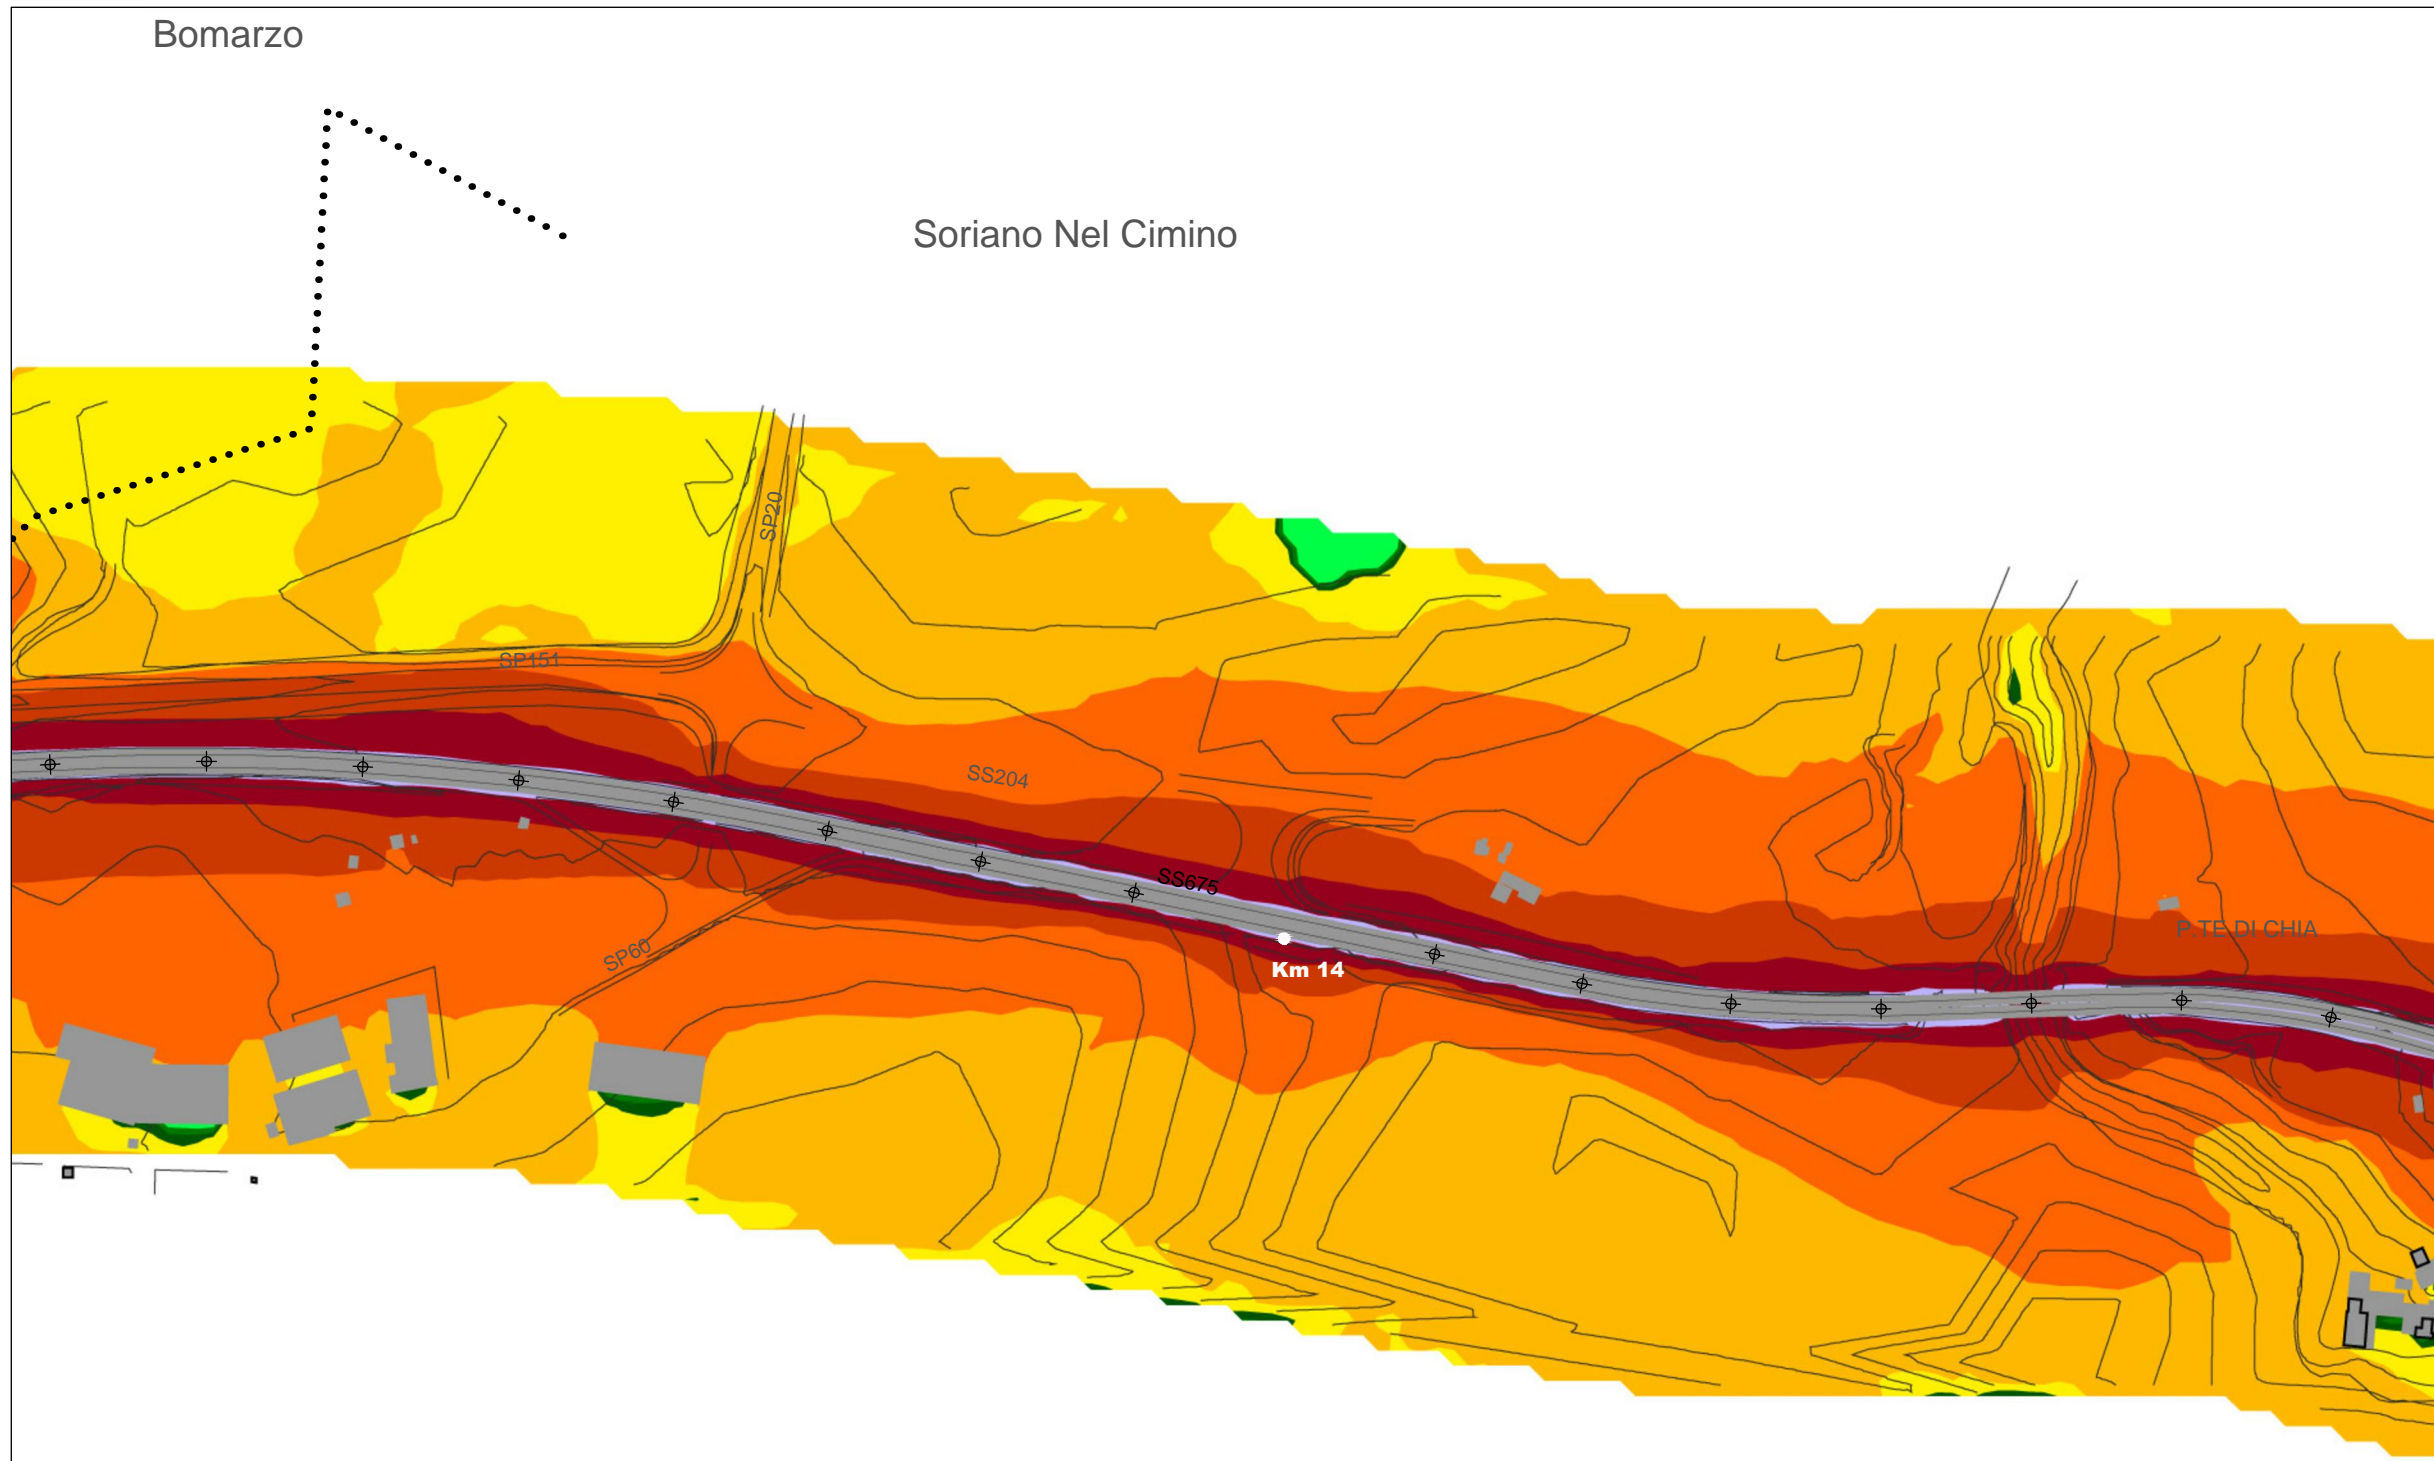 Bomarzo
Soriano Nel Cimino
SP20
SP151
SS204
SS675
P.TE DI CHIA
SP60
Km 14